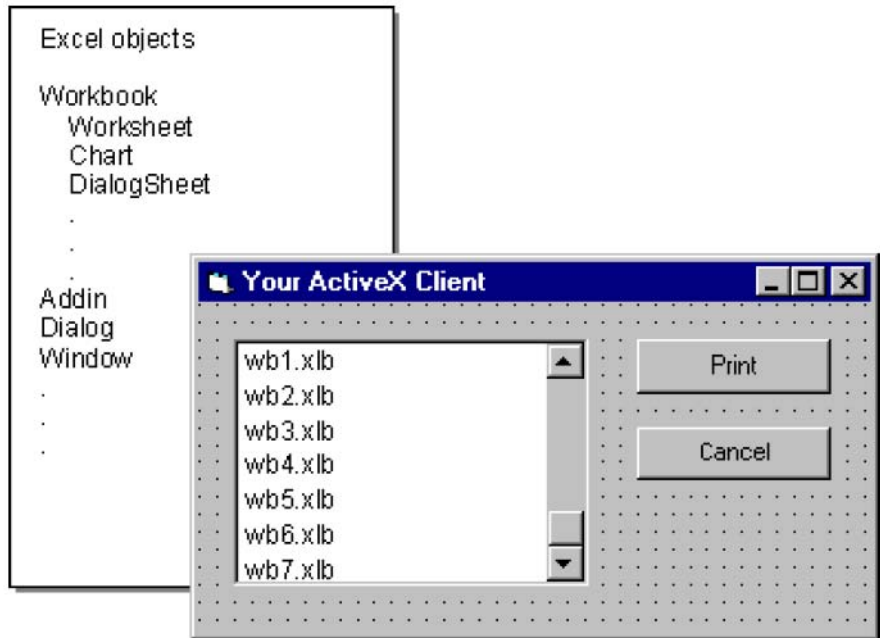 Excel objects
Workbook
Worksheet
Chart
DialogSheet
.
.
.
Addin
Dialog
Window
.
.
.
Your ActiveX Client
wb1.xlb
wb2.xlb
wb3.xlb
wb4.xlb
wb5.xlb
wb6.xlb
wb7.xlb
Print
Cancel